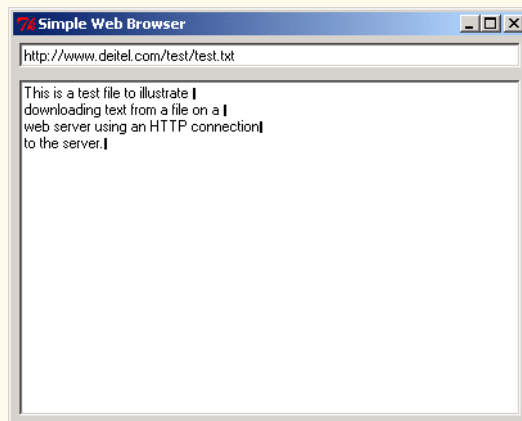 Simple Web Browser
http://www.deitel.com/test/test.txt
This is a test file to illustrate
downloading text from a file on a
web server using an HTTP connection
to the server.